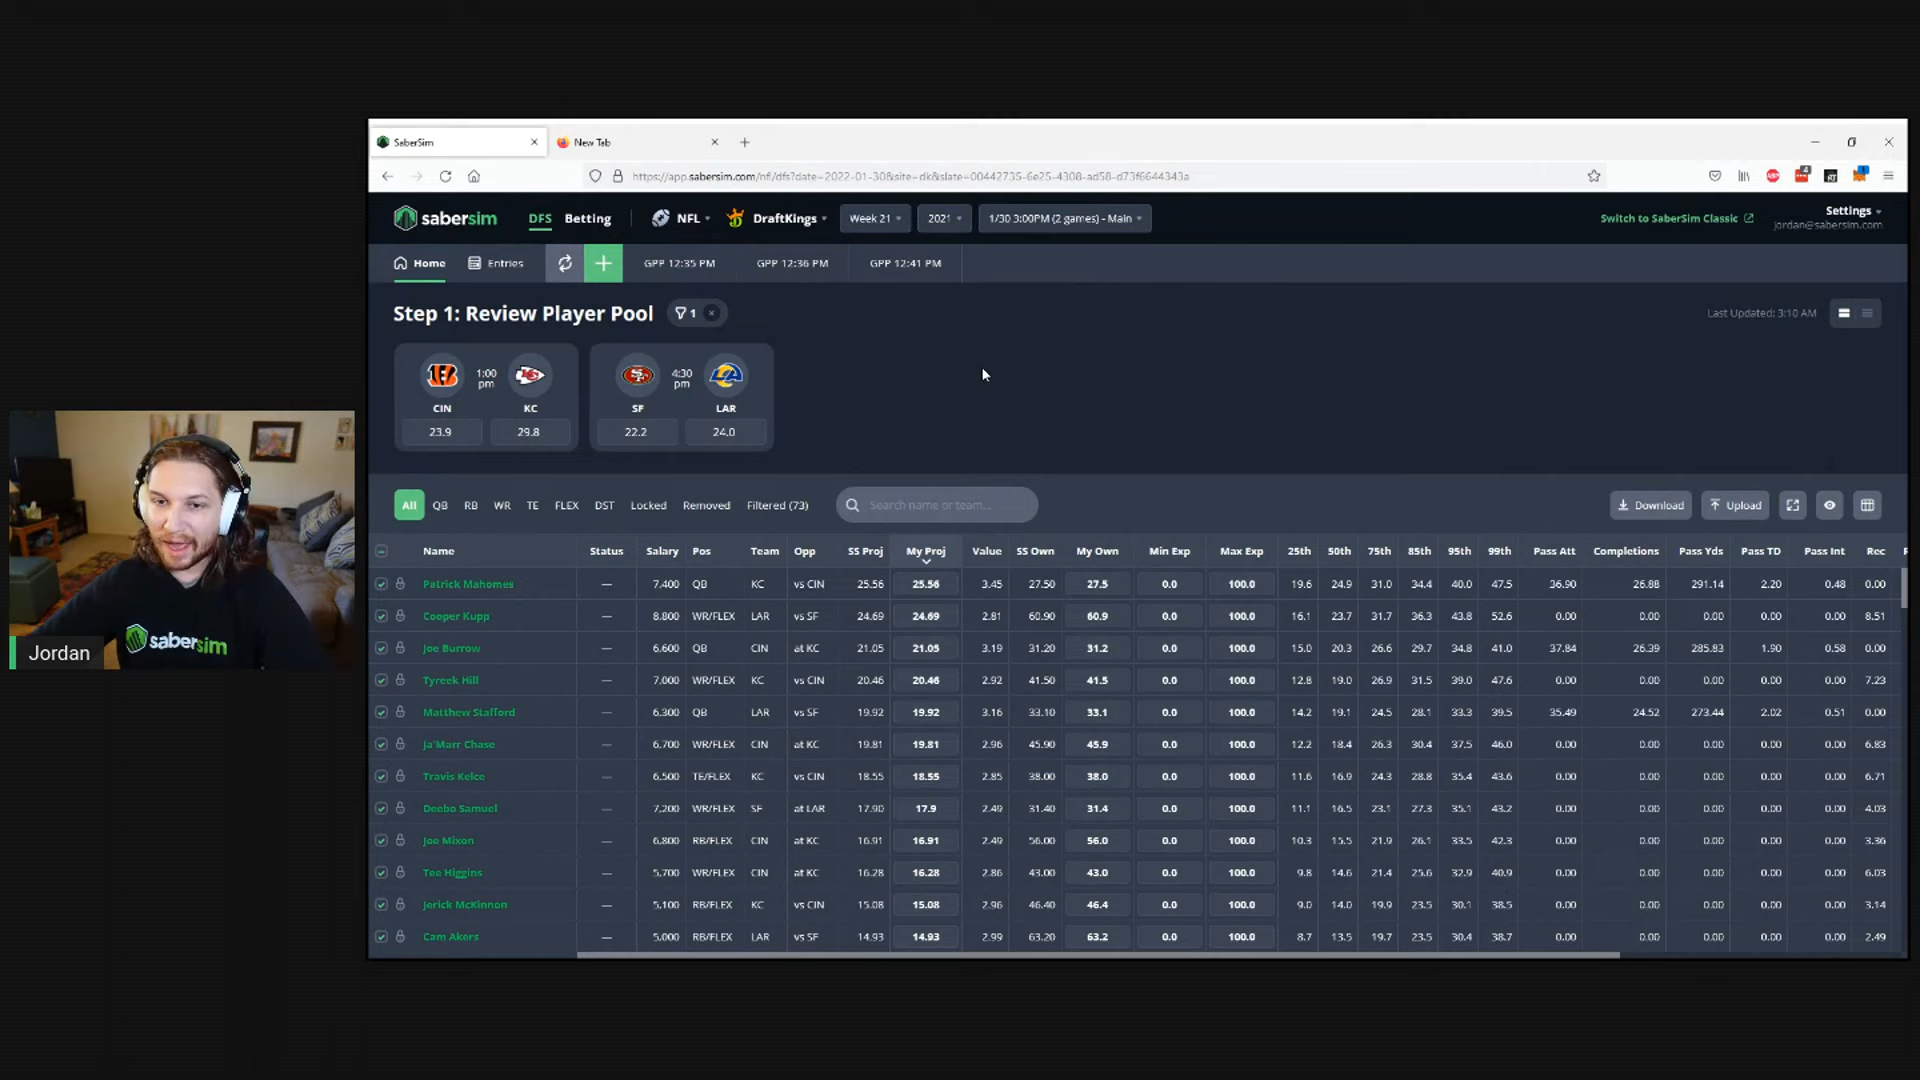 SaberSim
New Tab
https://app.sabersim.com/nfl/dfs?date=2022-01-30&site=dk&slate=00442735-6e25-4308-ad58-d73f6644343a
sabersim DFS Betting NFL DraftKings Week 21 2021 1/30 3:00PM (2 games) - Main Switch to SaberSim Classic Settings
jordan@sabersim.com
Home Entries GPP 12:35 PM GPP 12:36 PM GPP 12:41 PM
Step 1: Review Player Pool 1 Last Updated: 3:10 AM
1:00 pm 4:30 pm
CIN KC SF LAR
23.9 29.8 22.2 24.0
All QB RB WR TE FLEX DST Locked Removed Filtered (73) Search name or team... Download Upload
Name Status Salary Pos Team Opp SS Proj My Proj Value SS Own My Own Min Exp Max Exp 25th 50th 75th 85th 95th 99th Pass Att Completions Pass Yds Pass TD Pass Int Rec
Patrick Mahomes — 7,400 QB KC vs CIN 25.56 25.56 3.45 27.50 27.5 0.0 100.0 19.6 24.9 31.0 34.4 40.0 47.5 36.90 26.88 291.14 2.20 0.48 0.00
Cooper Kupp — 8,800 WR/FLEX LAR vs SF 24.69 24.69 2.81 60.90 60.9 0.0 100.0 16.1 23.7 31.7 36.3 43.8 52.6 0.00 0.00 0.00 0.00 0.00 8.51
Joe Burrow — 6,600 QB CIN at KC 21.05 21.05 3.19 31.20 31.2 0.0 100.0 15.0 20.3 26.6 29.7 34.8 41.0 37.84 26.39 285.83 1.90 0.58 0.00
Tyreek Hill — 7,000 WR/FLEX KC vs CIN 20.46 20.46 2.92 41.50 41.5 0.0 100.0 12.8 19.0 26.9 31.5 39.0 47.6 0.00 0.00 0.00 0.00 0.00 7.23
Matthew Stafford — 6,300 QB LAR vs SF 19.92 19.92 3.16 33.10 33.1 0.0 100.0 14.2 19.1 24.5 28.1 33.3 39.5 35.49 24.52 273.44 2.02 0.51 0.00
Ja'Marr Chase — 6,700 WR/FLEX CIN at KC 19.81 19.81 2.96 45.90 45.9 0.0 100.0 12.2 18.4 26.3 30.4 37.5 46.0 0.00 0.00 0.00 0.00 0.00 6.83
Travis Kelce — 6,500 TE/FLEX KC vs CIN 18.55 18.55 2.85 38.00 38.0 0.0 100.0 11.6 16.9 24.3 28.8 35.4 43.6 0.00 0.00 0.00 0.00 0.00 6.71
Deebo Samuel — 7,200 WR/FLEX SF at LAR 17.90 17.9 2.49 31.40 31.4 0.0 100.0 11.1 16.5 23.1 27.3 35.1 43.2 0.00 0.00 0.00 0.00 0.00 4.03
Joe Mixon — 6,800 RB/FLEX CIN at KC 16.91 16.91 2.49 56.00 56.0 0.0 100.0 10.3 15.5 21.9 26.1 33.5 42.3 0.00 0.00 0.00 0.00 0.00 3.36
Tee Higgins — 5,700 WR/FLEX CIN at KC 16.28 16.28 2.86 43.00 43.0 0.0 100.0 9.8 14.6 21.4 25.6 32.9 40.9 0.00 0.00 0.00 0.00 0.00 6.03
Jerick McKinnon — 5,100 RB/FLEX KC vs CIN 15.08 15.08 2.96 46.40 46.4 0.0 100.0 9.0 14.0 19.9 23.5 30.1 38.5 0.00 0.00 0.00 0.00 0.00 3.14
Cam Akers — 5,000 RB/FLEX LAR vs SF 14.93 14.93 2.99 63.20 63.2 0.0 100.0 8.7 13.5 19.7 23.5 30.4 38.7 0.00 0.00 0.00 0.00 0.00 2.49
sabersim
Jordan